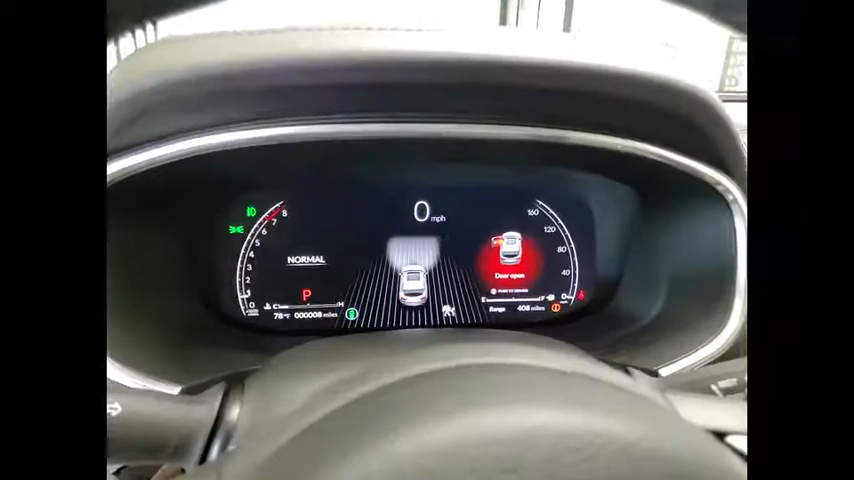 0 mph
8
7
6
5
4
3
2
1
0
160
120
80
40
0
NORMAL
P
C H
78°F 000008 miles
Door open
E F
Range 408 miles